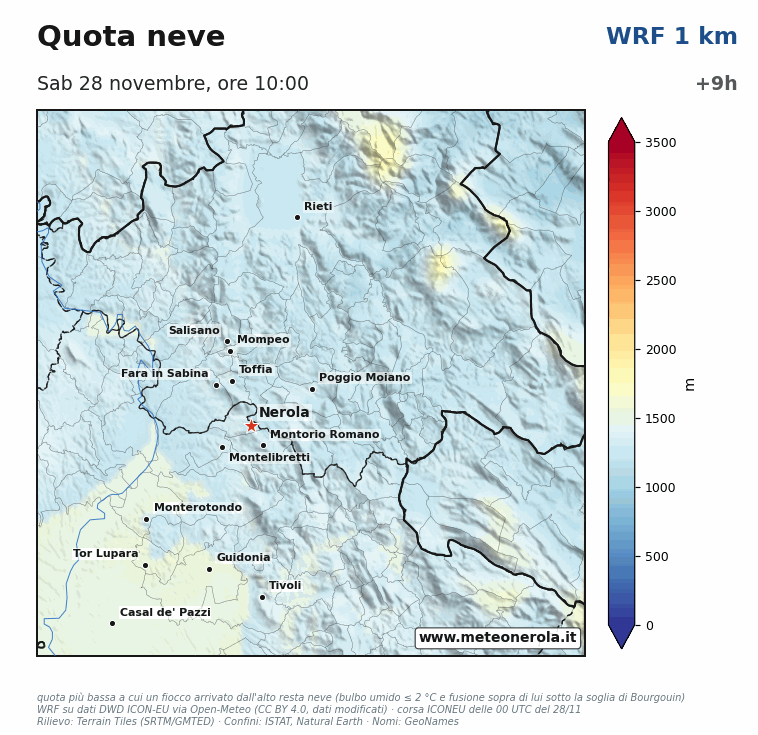 Quota neve
WRF 1 km
Sab 28 novembre, ore 10:00
+9h
3500
3000
2500
2000
1500
1000
500
0
m
Rieti
Salisano
Mompeo
Fara in Sabina
Toffia
Poggio Moiano
Nerola
Montorio Romano
Montelibretti
Monterotondo
Tor Lupara
Guidonia
Tivoli
Casal de' Pazzi
www.meteonerola.it
quota più bassa a cui un fiocco arrivato dall'alto resta neve (bulbo umido ≤ 2 °C e fusione sopra di lui sotto la soglia di Bourgouin)
WRF su dati DWD ICON-EU via Open-Meteo (CC BY 4.0, dati modificati) · corsa ICONEU delle 00 UTC del 28/11
Rilievo: Terrain Tiles (SRTM/GMTED) · Confini: ISTAT, Natural Earth · Nomi: GeoNames